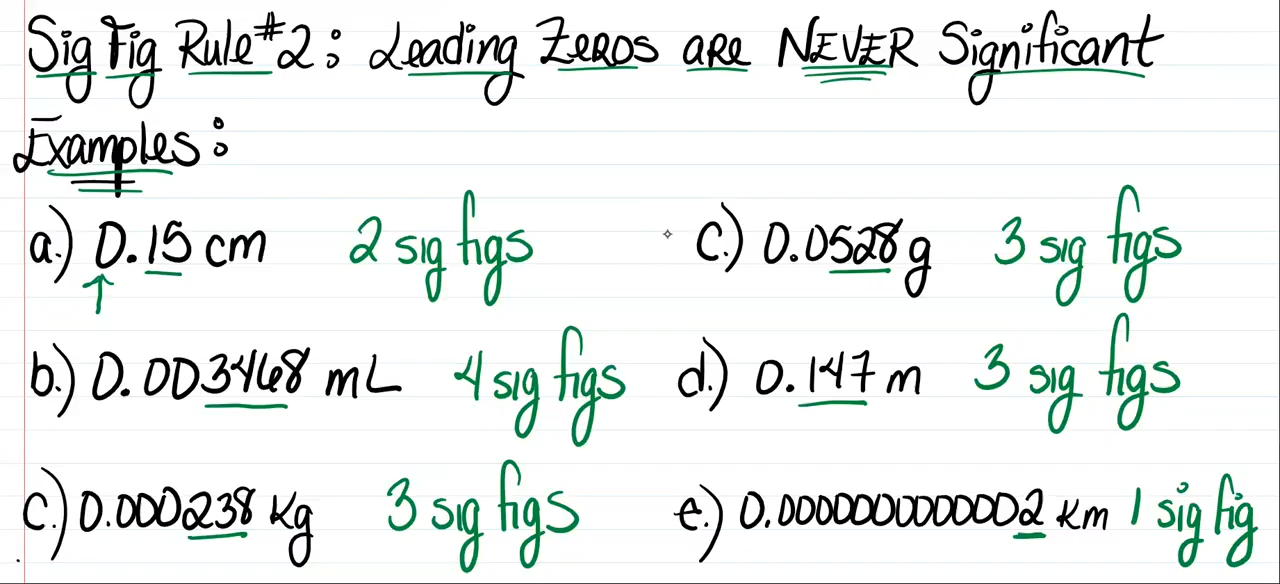 Sig Fig Rule #2: Leading Zeros are NEVER Significant
Examples:
a.) 0.15 cm 2 sig figs
c.) 0.0528 g 3 sig figs
b.) 0.003468 mL 4 sig figs
d.) 0.147 m 3 sig figs
c.) 0.000238 Kg 3 sig figs
e.) 0.0000000000002 Km 1 sig fig